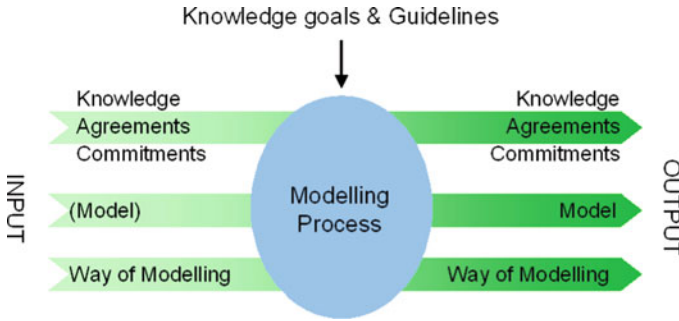 Knowledge goals & Guidelines
INPUT
Knowledge
Agreements
Commitments
(Model)
Way of Modelling
Modelling
Process
Knowledge
Agreements
Commitments
Model
Way of Modelling
OUTPUT